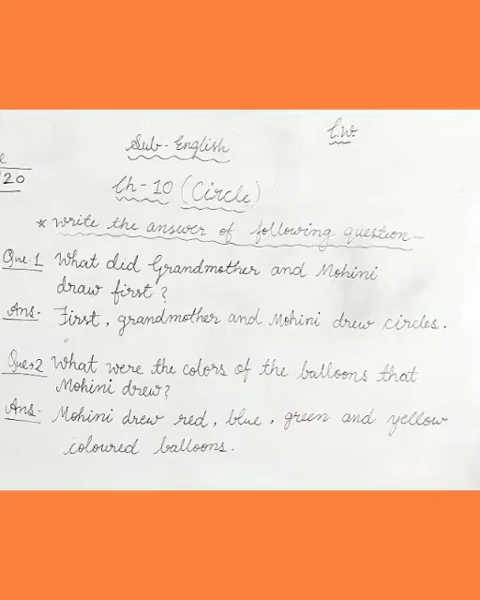 C.W.
Sub- English
e
20
Ch-10 (Circle)
* write the answer of following question-
Que.1 What did Grandmother and Mohini
draw first?
Ans- First, grandmother and Mohini drew circles.
Ques2 What were the colors of the balloons that
Mohini drew?
Ans- Mohini drew red, blue, green and yellow
coloured balloons.